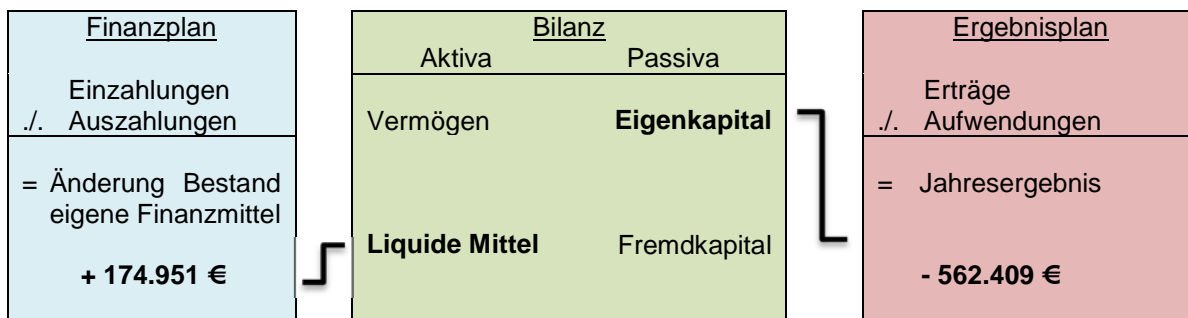 Finanzplan
Einzahlungen
./. Auszahlungen
= Änderung Bestand
eigene Finanzmittel
+ 174.951 €
Bilanz
Aktiva Passiva
Vermögen Eigenkapital
Liquide Mittel Fremdkapital
Ergebnisplan
Erträge
./. Aufwendungen
= Jahresergebnis
- 562.409 €